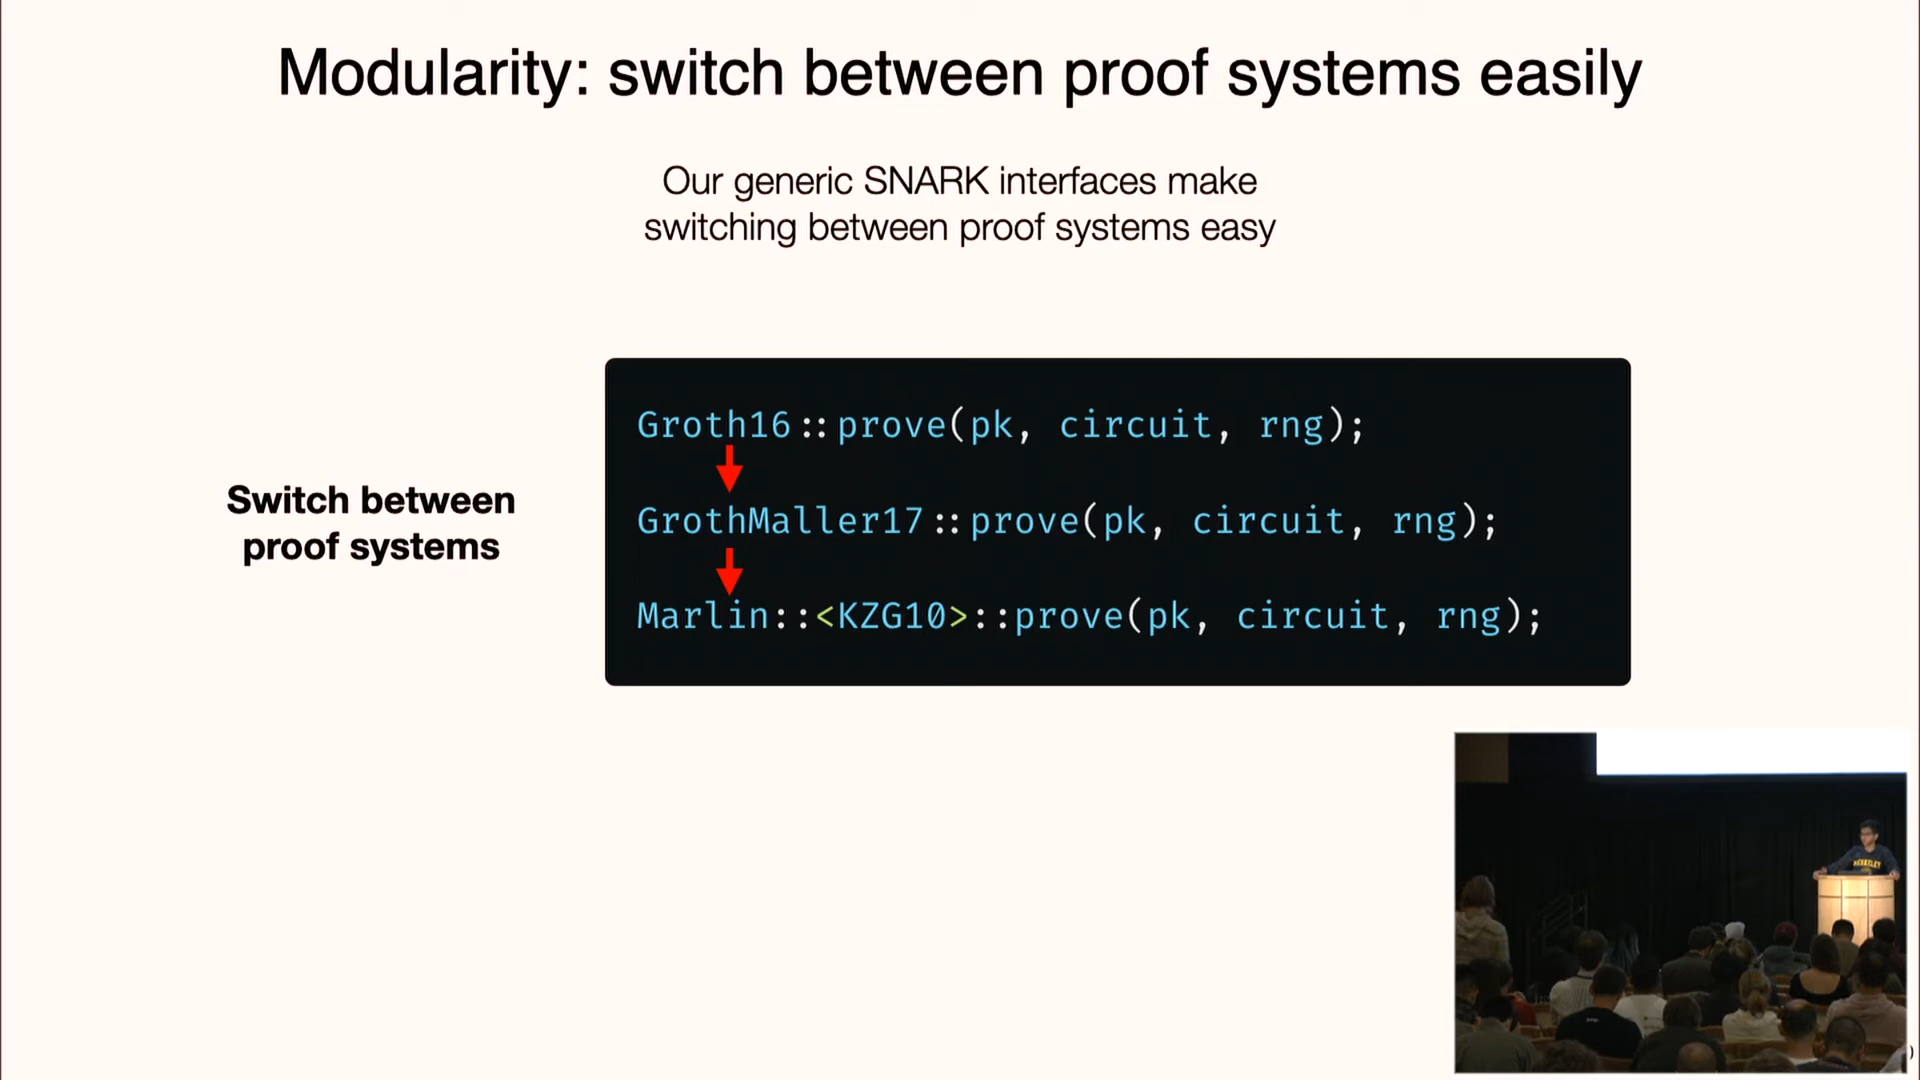 Modularity: switch between proof systems easily
Our generic SNARK interfaces make
switching between proof systems easy
Switch between
proof systems
Groth16::prove(pk, circuit, rng);
GrothMaller17::prove(pk, circuit, rng);
Marlin::<KZG10>::prove(pk, circuit, rng);
BERKELEY